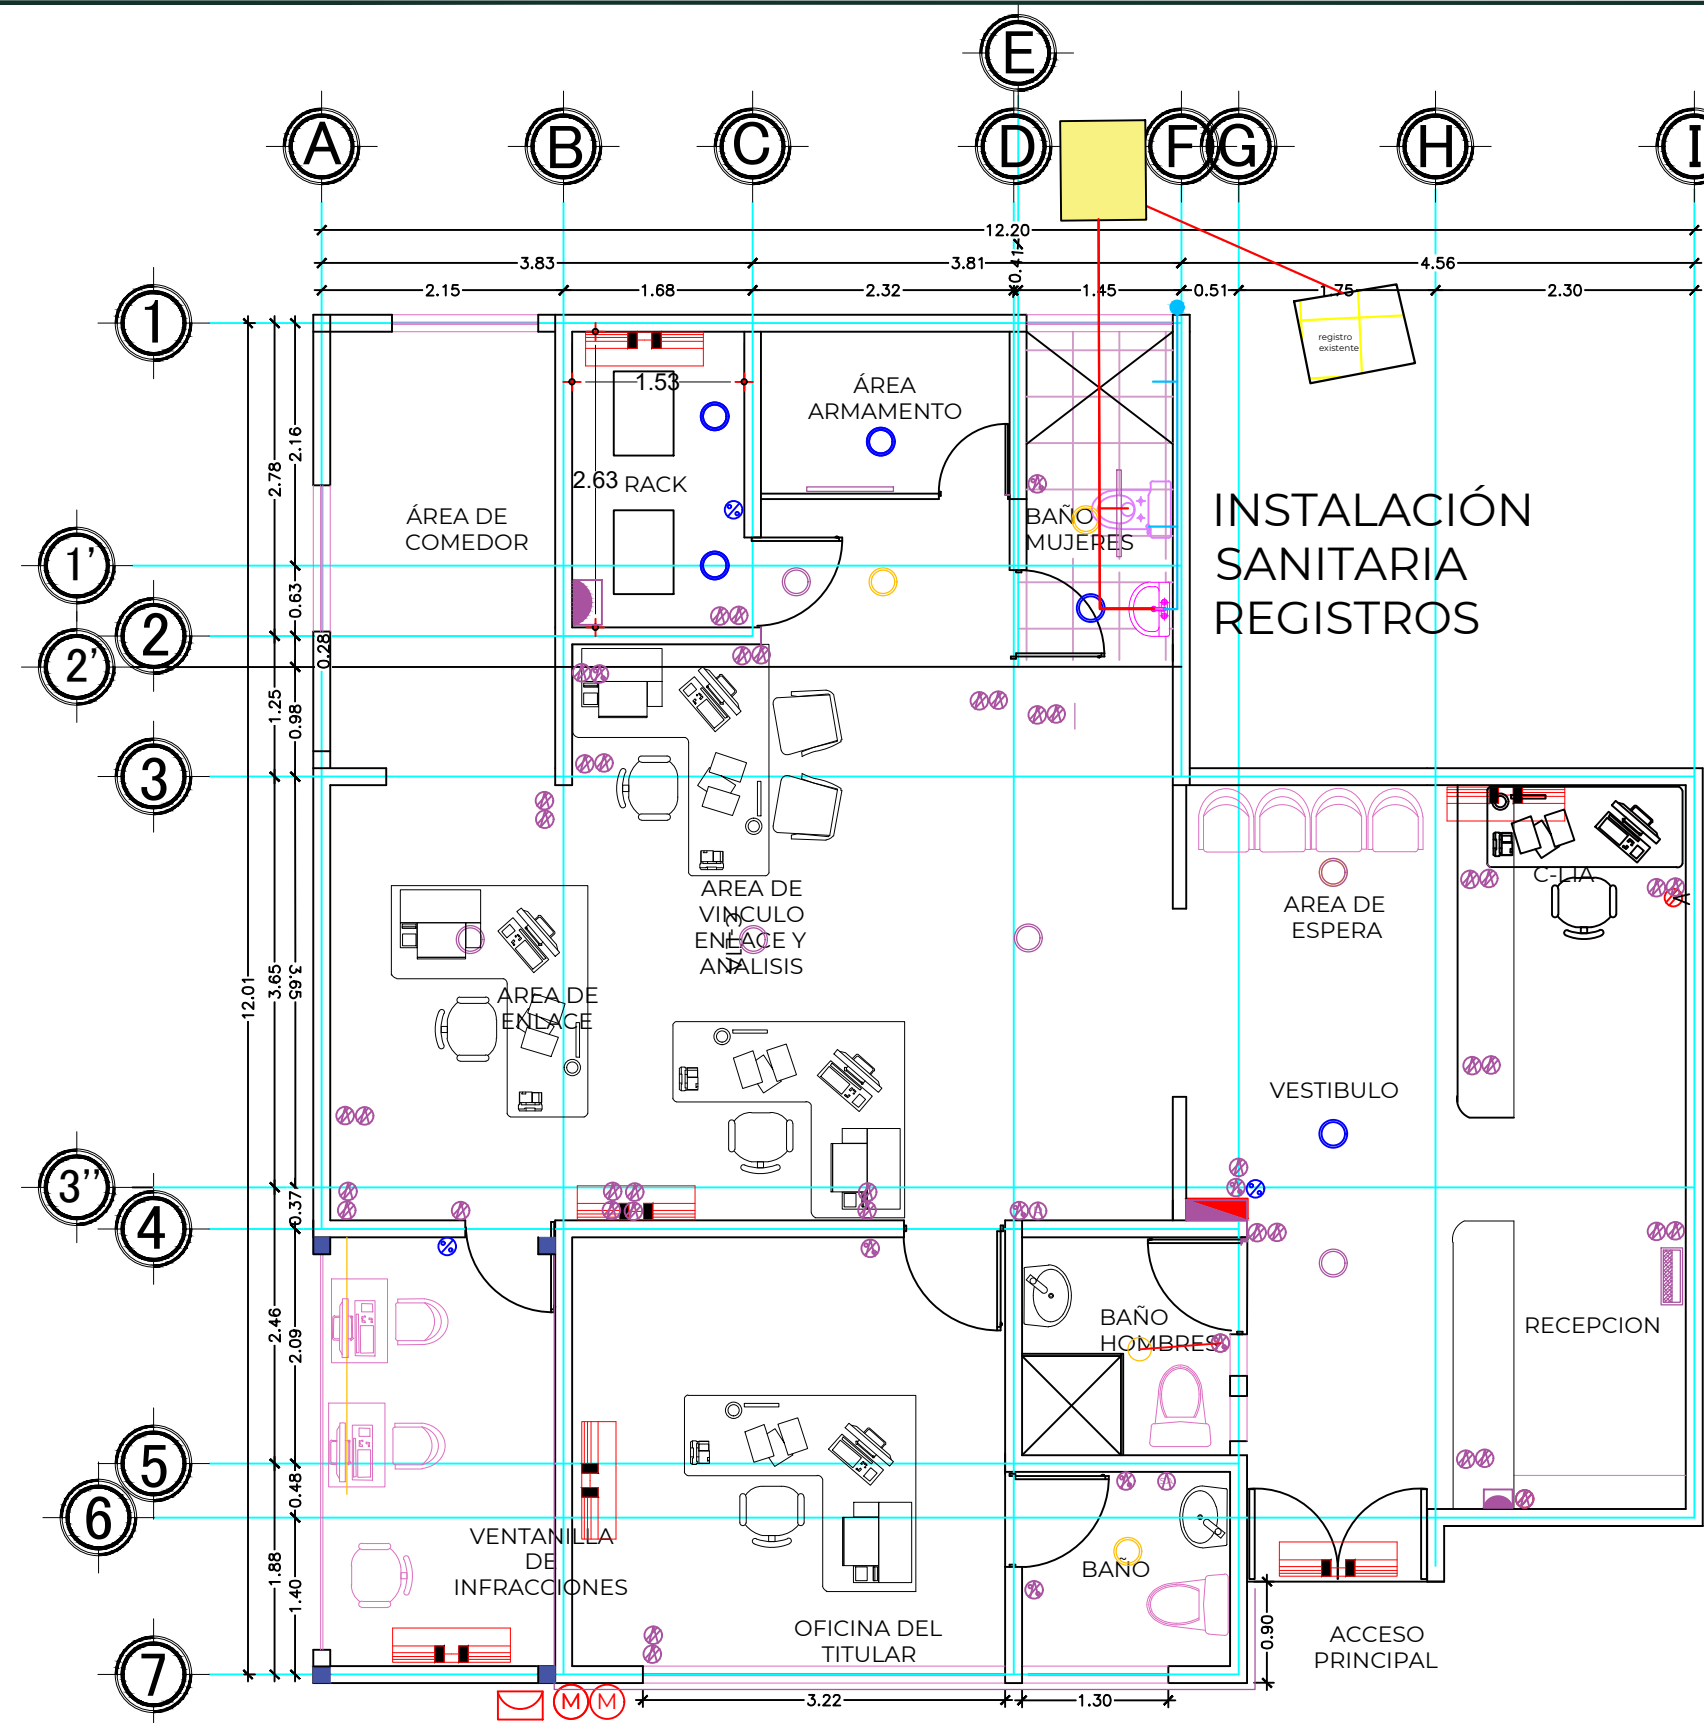 E
A
B
C
D
F
G
H
I
12.20
3.83
3.81
4.56
2.15
1.68
2.32
0.41
1.45
0.51
1.75
2.30
1
1'
2
2'
3
3''
4
5
6
7
12.01
2.78
1.25
3.65
2.46
1.88
2.16
0.63
0.28
0.98
3.65
0.37
2.09
0.48
1.40
registro
existente
1.53
2.63
RACK
ÁREA
ARMAMENTO
ÁREA DE
COMEDOR
BAÑO
MUJERES
INSTALACIÓN
SANITARIA
REGISTROS
AREA DE
VINCULO
ENLACE Y
ANALISIS
AREA DE
ENLACE
AREA DE
ESPERA
VESTIBULO
RECEPCION
BAÑO
HOMBRES
BAÑO
VENTANILLA
DE
INFRACCIONES
OFICINA DEL
TITULAR
ACCESO
PRINCIPAL
0.90
M
M
3.22
1.30